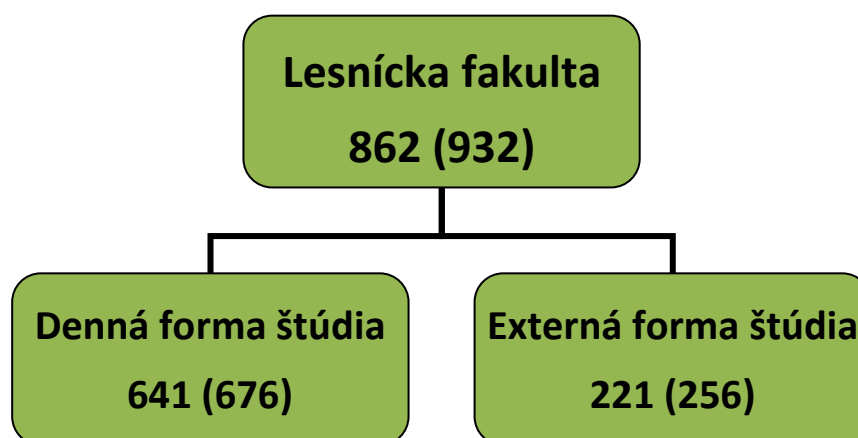 Lesnícka fakulta
862 (932)
Denná forma štúdia
641 (676)
Externá forma štúdia
221 (256)